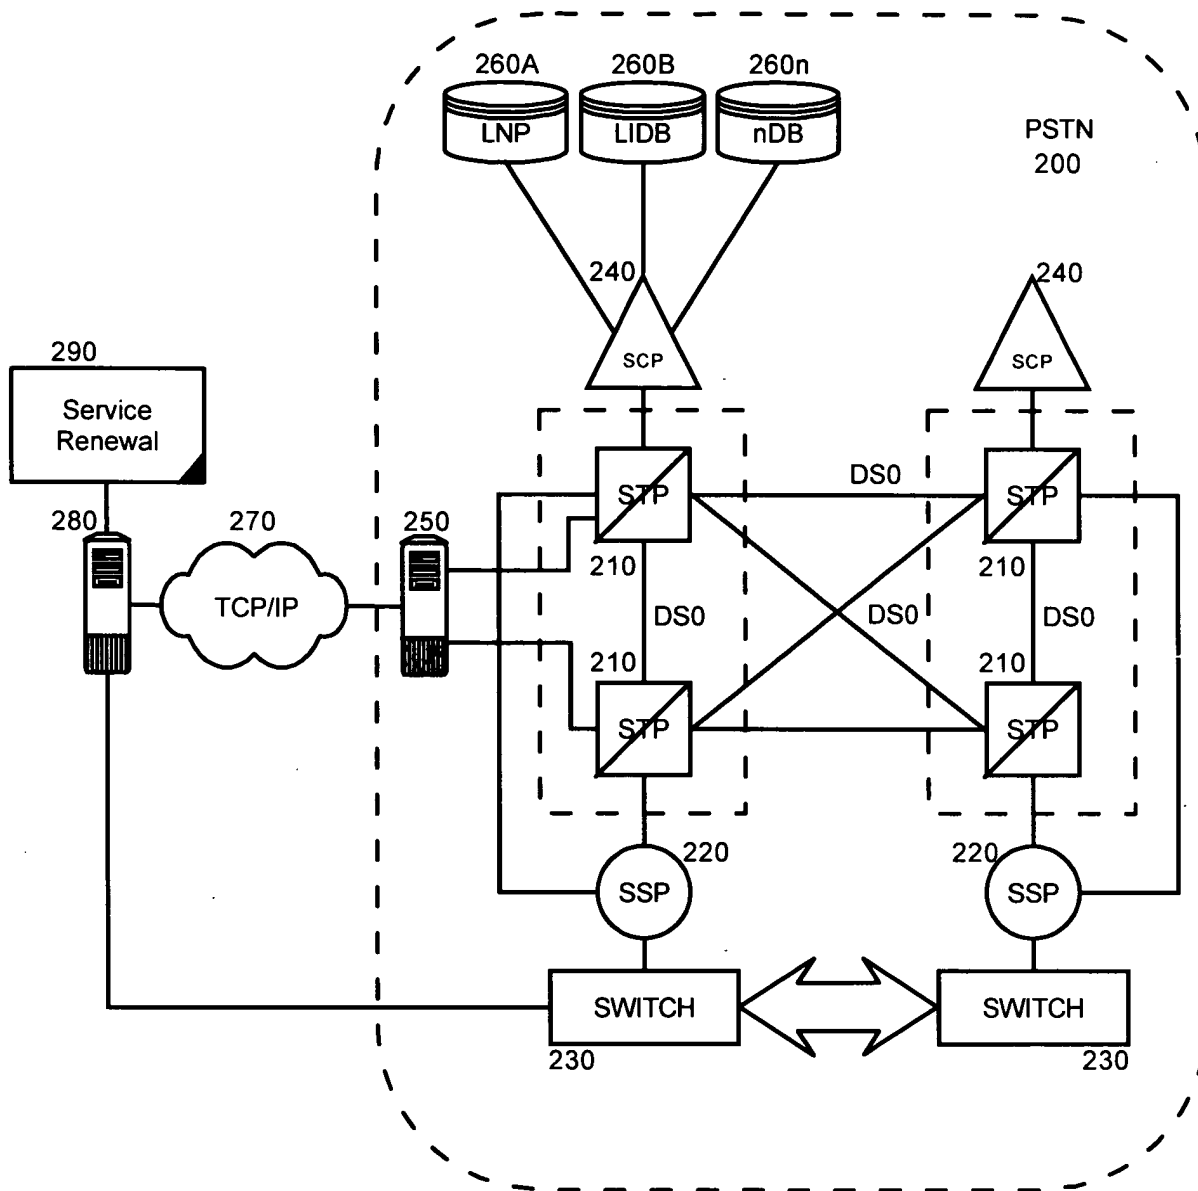 260A
260B
260n
LNP
LIDB
nDB
PSTN
200
240
240
SCP
SCP
290
Service
Renewal
280
270
250
STP
DS0
STP
210
210
TCP/IP
DS0
DS0
DS0
210
210
STP
STP
220
220
SSP
SSP
SWITCH
SWITCH
230
230